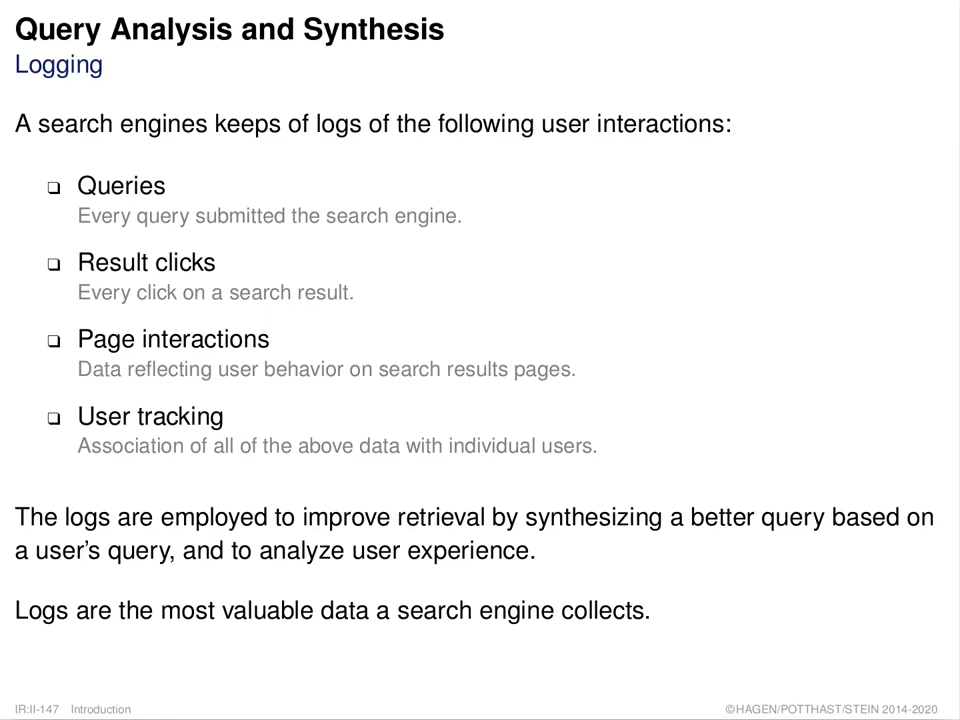 Query Analysis and Synthesis
Logging
A search engines keeps of logs of the following user interactions:
❑ Queries
Every query submitted the search engine.
❑ Result clicks
Every click on a search result.
❑ Page interactions
Data reflecting user behavior on search results pages.
❑ User tracking
Association of all of the above data with individual users.
The logs are employed to improve retrieval by synthesizing a better query based on
a user's query, and to analyze user experience.
Logs are the most valuable data a search engine collects.
IR:II-147 Introduction ©HAGEN/POTTHAST/STEIN 2014-2020